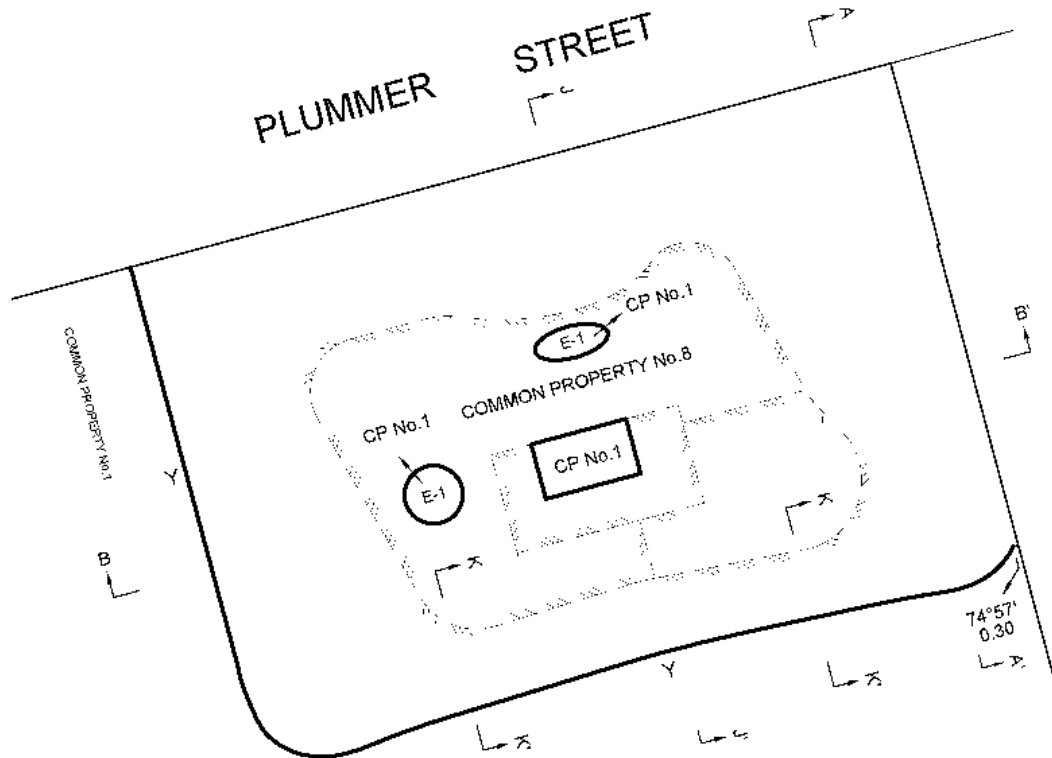 PLUMMER STREET
A
C
CP No.1
E-1
B'
COMMON PROPERTY No.8
COMMON PROPERTY No.1
CP No.1
CP No.1
E-1
Y
K
K
B
74°57'
0.30
Y
A'
K'
K'
C'